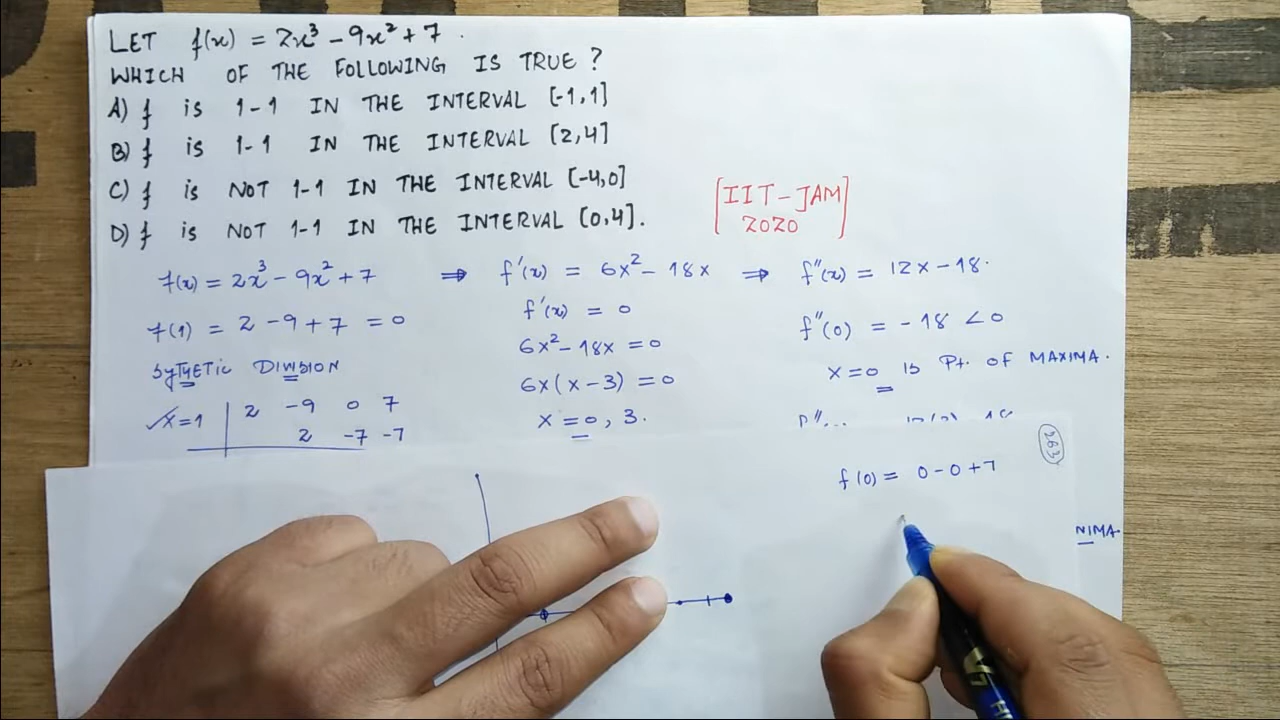 LET f(x) = 2x³ - 9x² + 7 .
WHICH OF THE FOLLOWING IS TRUE ?
A) f is 1-1 IN THE INTERVAL [-1,1]
B) f is 1-1 IN THE INTERVAL [2,4]
C) f is NOT 1-1 IN THE INTERVAL [-4,0]
D) f is NOT 1-1 IN THE INTERVAL [0,4].
[IIT-JAM
2020]
f(x) = 2x³ - 9x² + 7 ⇒ f'(x) = 6x² - 18x ⇒ f''(x) = 12x - 18.
f(1) = 2 - 9 + 7 = 0
SYTHETIC DIVISION
✓x=1 | 2 -9 0 7
2 -7 -7
f'(x) = 0
6x² - 18x = 0
6x(x - 3) = 0
x = 0, 3.
f''(0) = -18 < 0
x = 0 is Pt. OF MAXIMA.
263
f(0) = 0 - 0 + 7
NIMA.